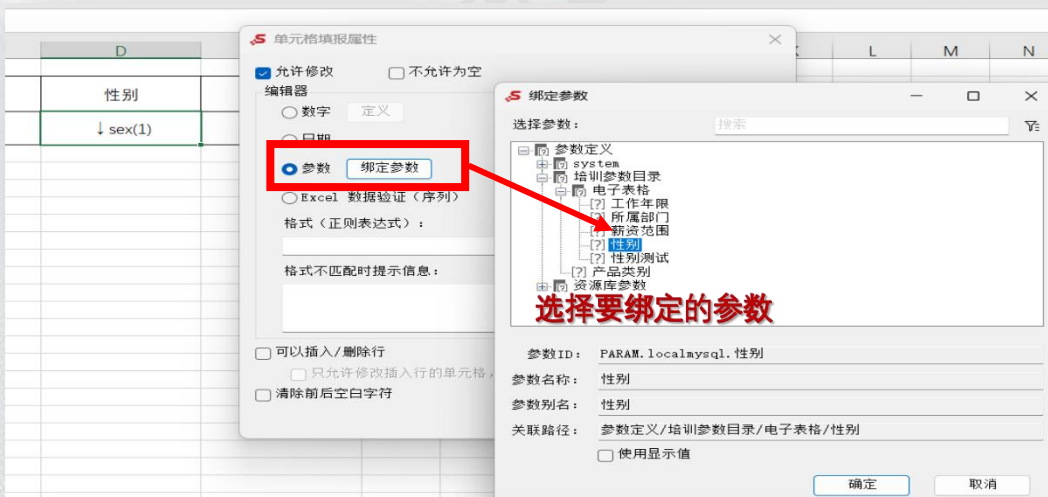 D
L
M
N
性别
↓ sex(1)
单元格填报属性
允许修改
不允许为空
编辑器
数字
定义
日期
参数
绑定参数
Excel 数据验证（序列）
格式（正则表达式）：
格式不匹配时提示信息：
可以插入/删除行
只允许修改插入行的单元格，
清除前后空白字符
绑定参数
选择参数：
搜索
参数定义
system
培训参数目录
电子表格
[?] 工作年限
[?] 所属部门
[?] 薪资范围
[?] 性别
[?] 性别测试
[?] 产品类别
资源库参数
选择要绑定的参数
参数ID： PARAM.localmysql.性别
参数名称： 性别
参数别名： 性别
关联路径： 参数定义/培训参数目录/电子表格/性别
使用显示值
确定
取消